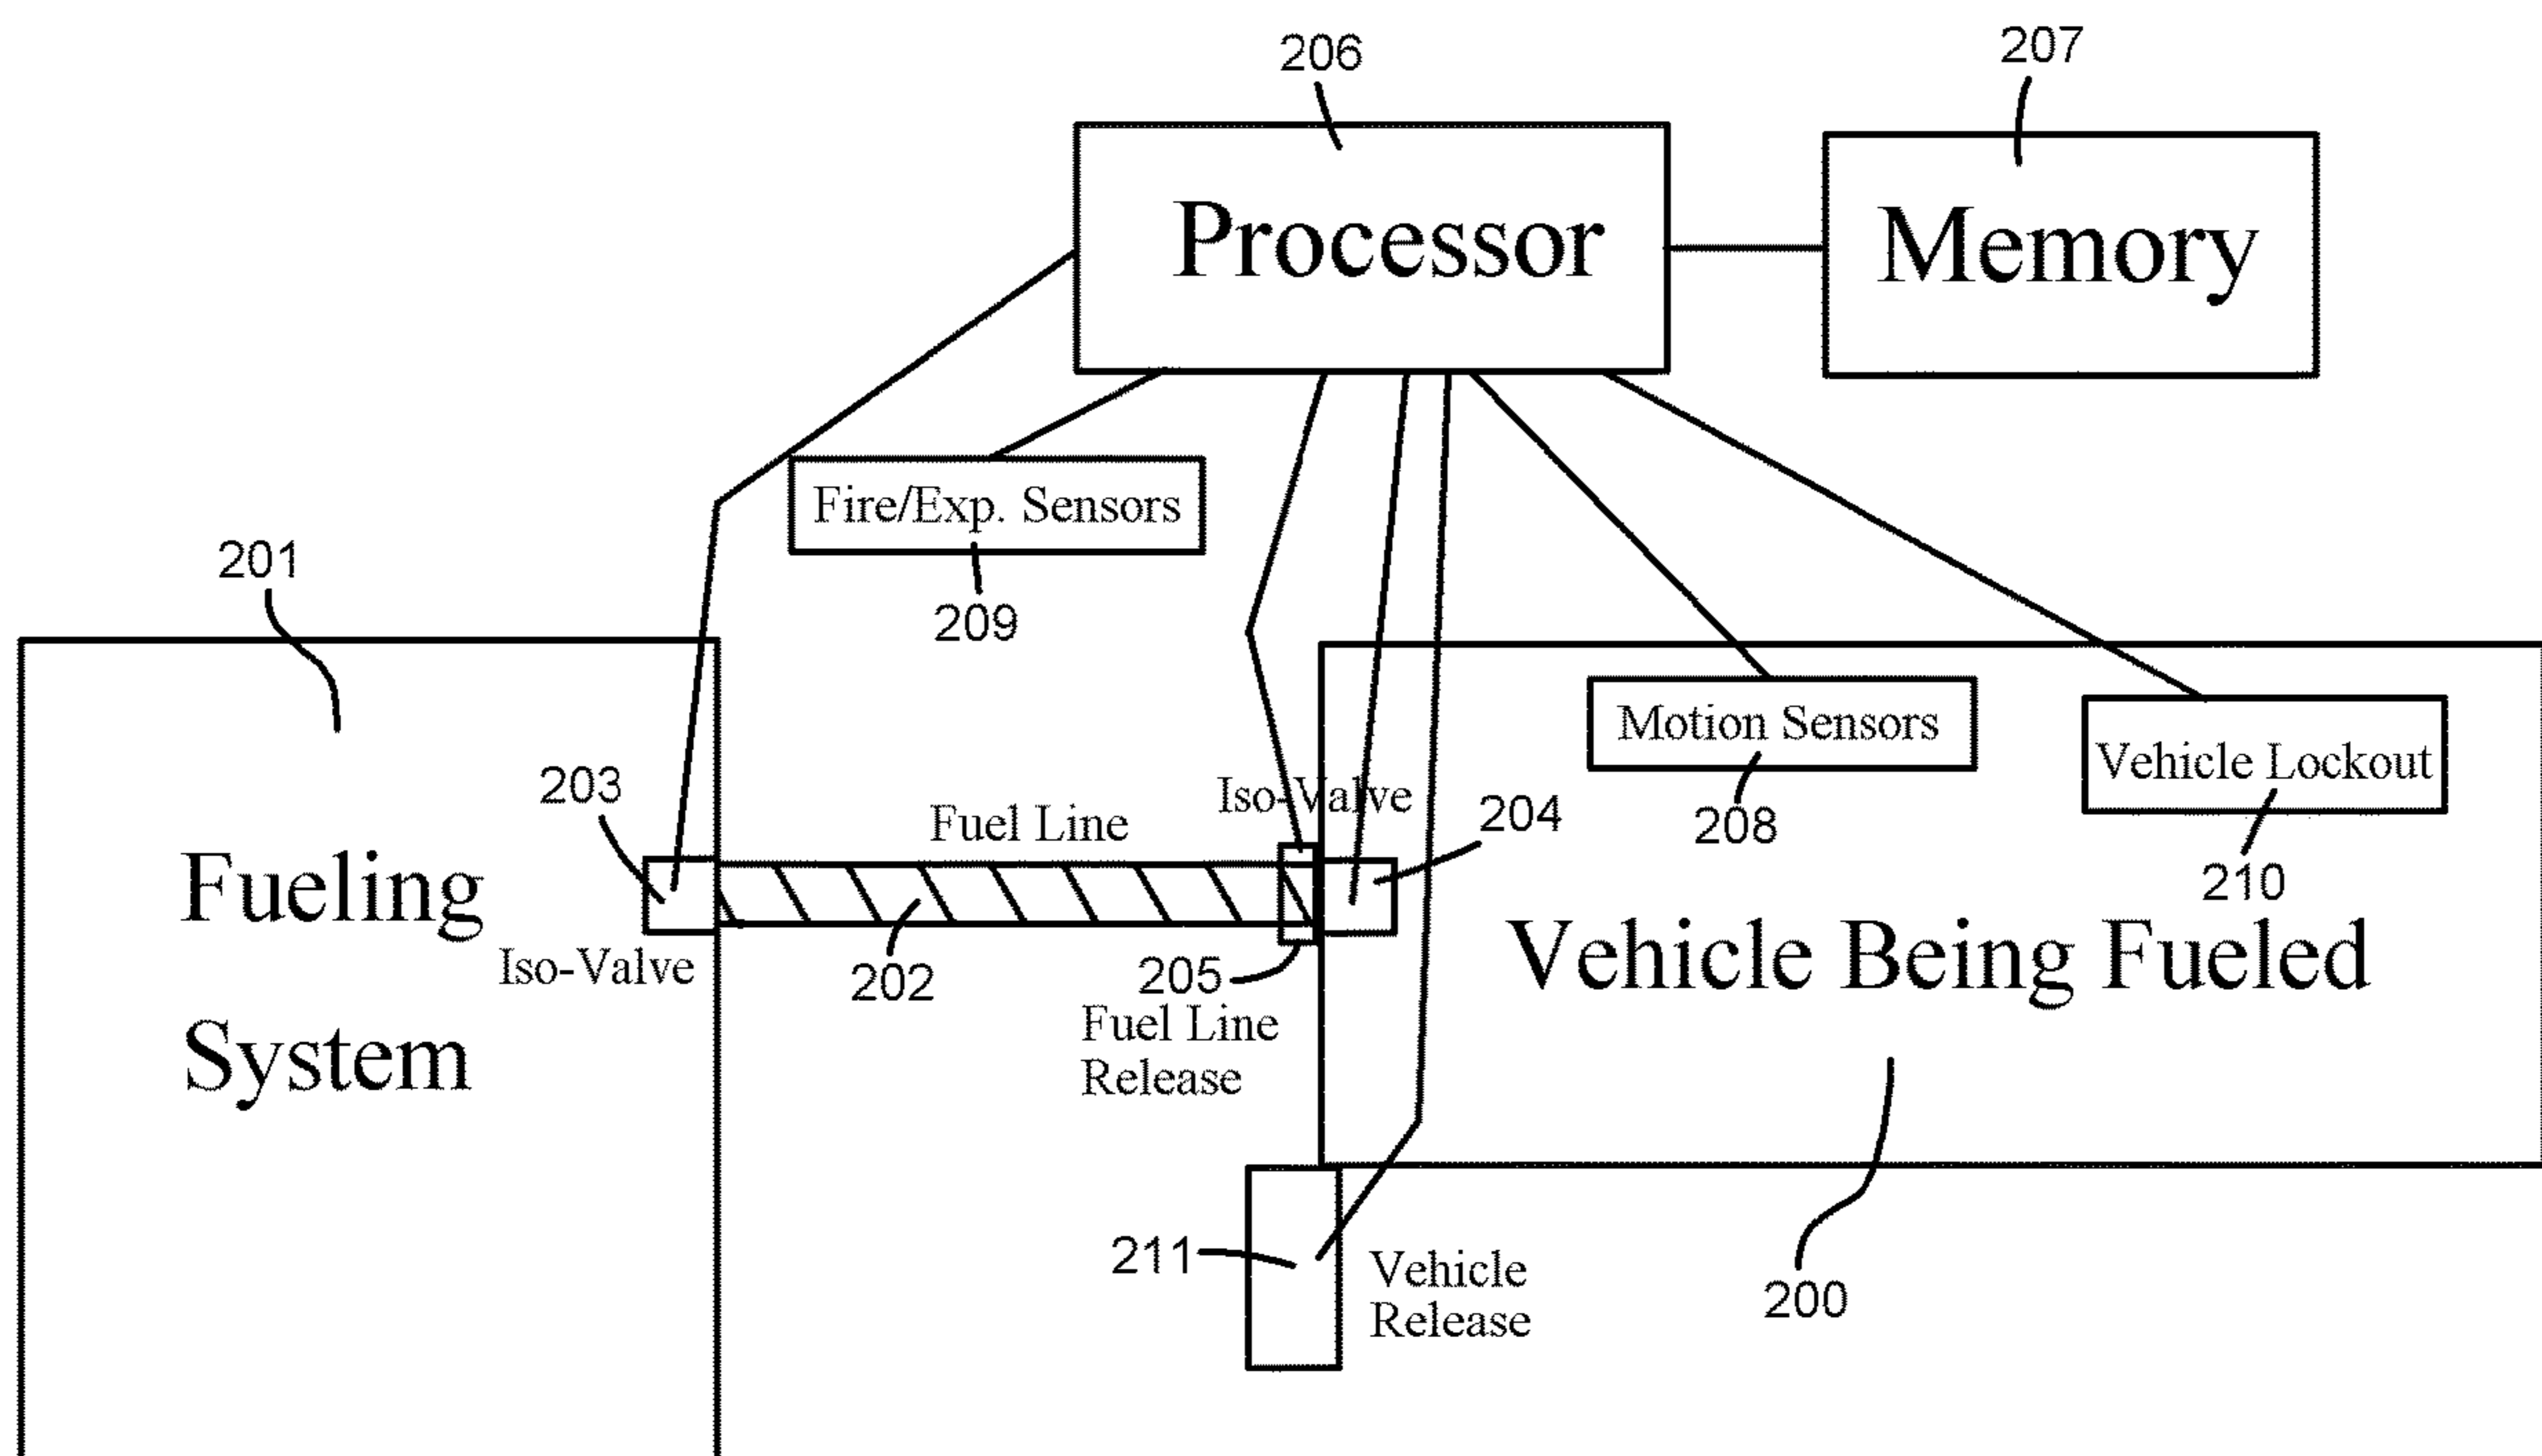 206
207
Processor
Memory
Fire/Exp. Sensors
209
201
Motion Sensors
Vehicle Lockout
208
210
203
Fuel Line
Iso-Valve
204
Fueling
System
Iso-Valve
202
205
Fuel Line
Release
Vehicle Being Fueled
211
Vehicle
Release
200